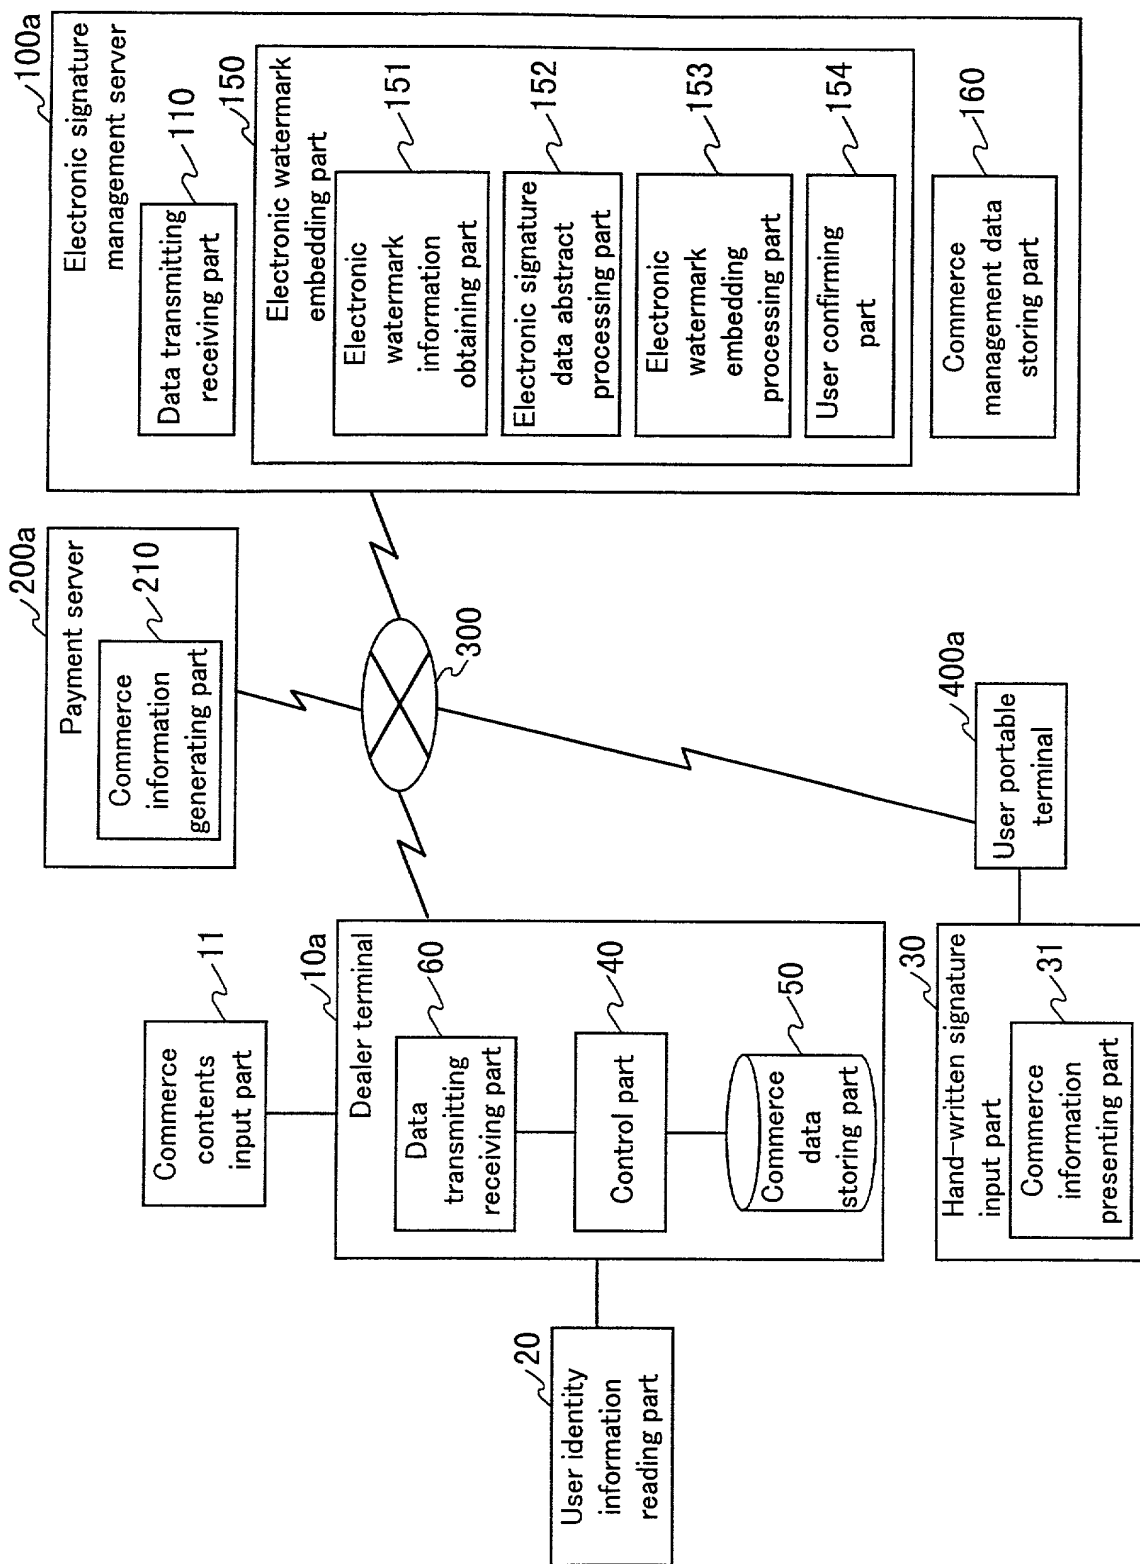 100a
Electronic signature
management server
110
Data transmitting
receiving part
150
Electronic watermark
embedding part
151
Electronic
watermark
information
obtaining part
152
Electronic signature
data abstract
processing part
153
Electronic
watermark
embedding
processing part
154
User confirming
part
160
Commerce
management data
storing part
200a
Payment server
210
Commerce
information
generating part
300
400a
User portable
terminal
11
Commerce
contents
input part
10a
Dealer terminal
60
Data
transmitting
receiving part
40
Control part
50
Commerce
data
storing part
30
Hand-written signature
input part
31
Commerce
information
presenting part
20
User identity
information
reading part